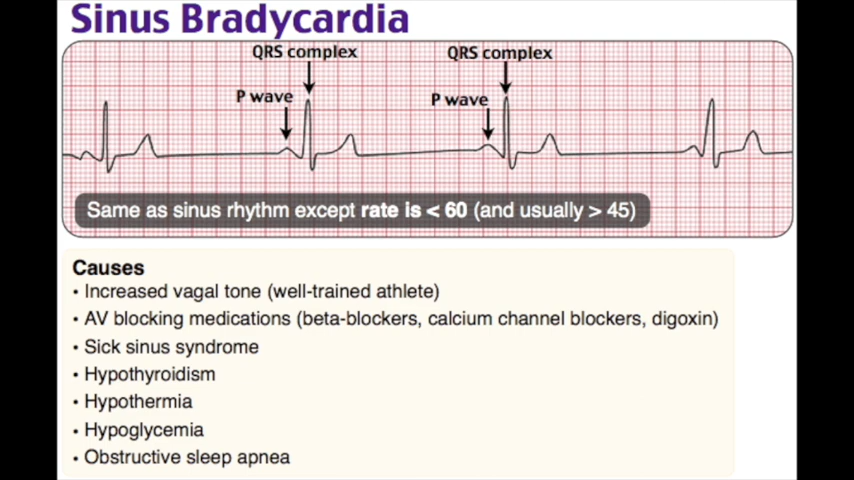 Sinus Bradycardia
QRS complex
QRS complex
P wave
P wave
Same as sinus rhythm except rate is < 60 (and usually > 45)
Causes
• Increased vagal tone (well-trained athlete)
• AV blocking medications (beta-blockers, calcium channel blockers, digoxin)
• Sick sinus syndrome
• Hypothyroidism
• Hypothermia
• Hypoglycemia
• Obstructive sleep apnea